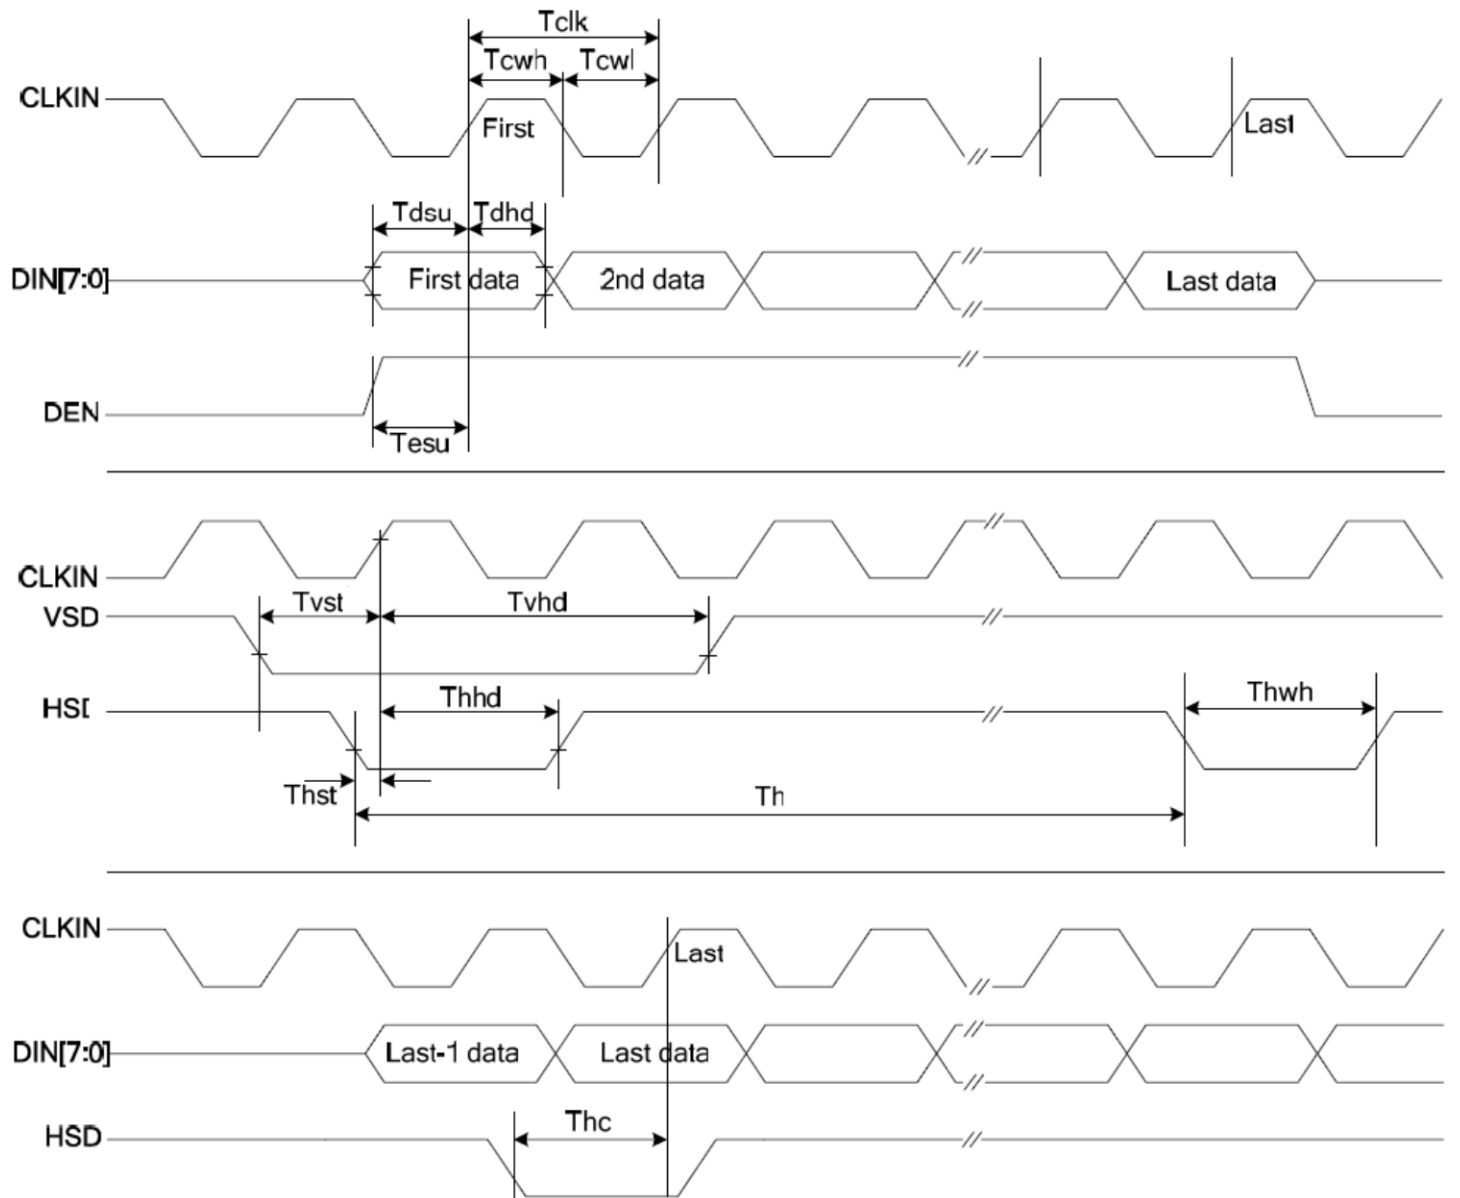 Tclk
Tcwh Tcwl
CLKIN First Last
Tdsu Tdhd
DIN[7:0] First data 2nd data Last data
DEN
Tesu
CLKIN
VSD Tvst Tvhd
HSD Thhd Thwh
Thst Th
CLKIN Last
DIN[7:0] Last-1 data Last data
HSD Thc